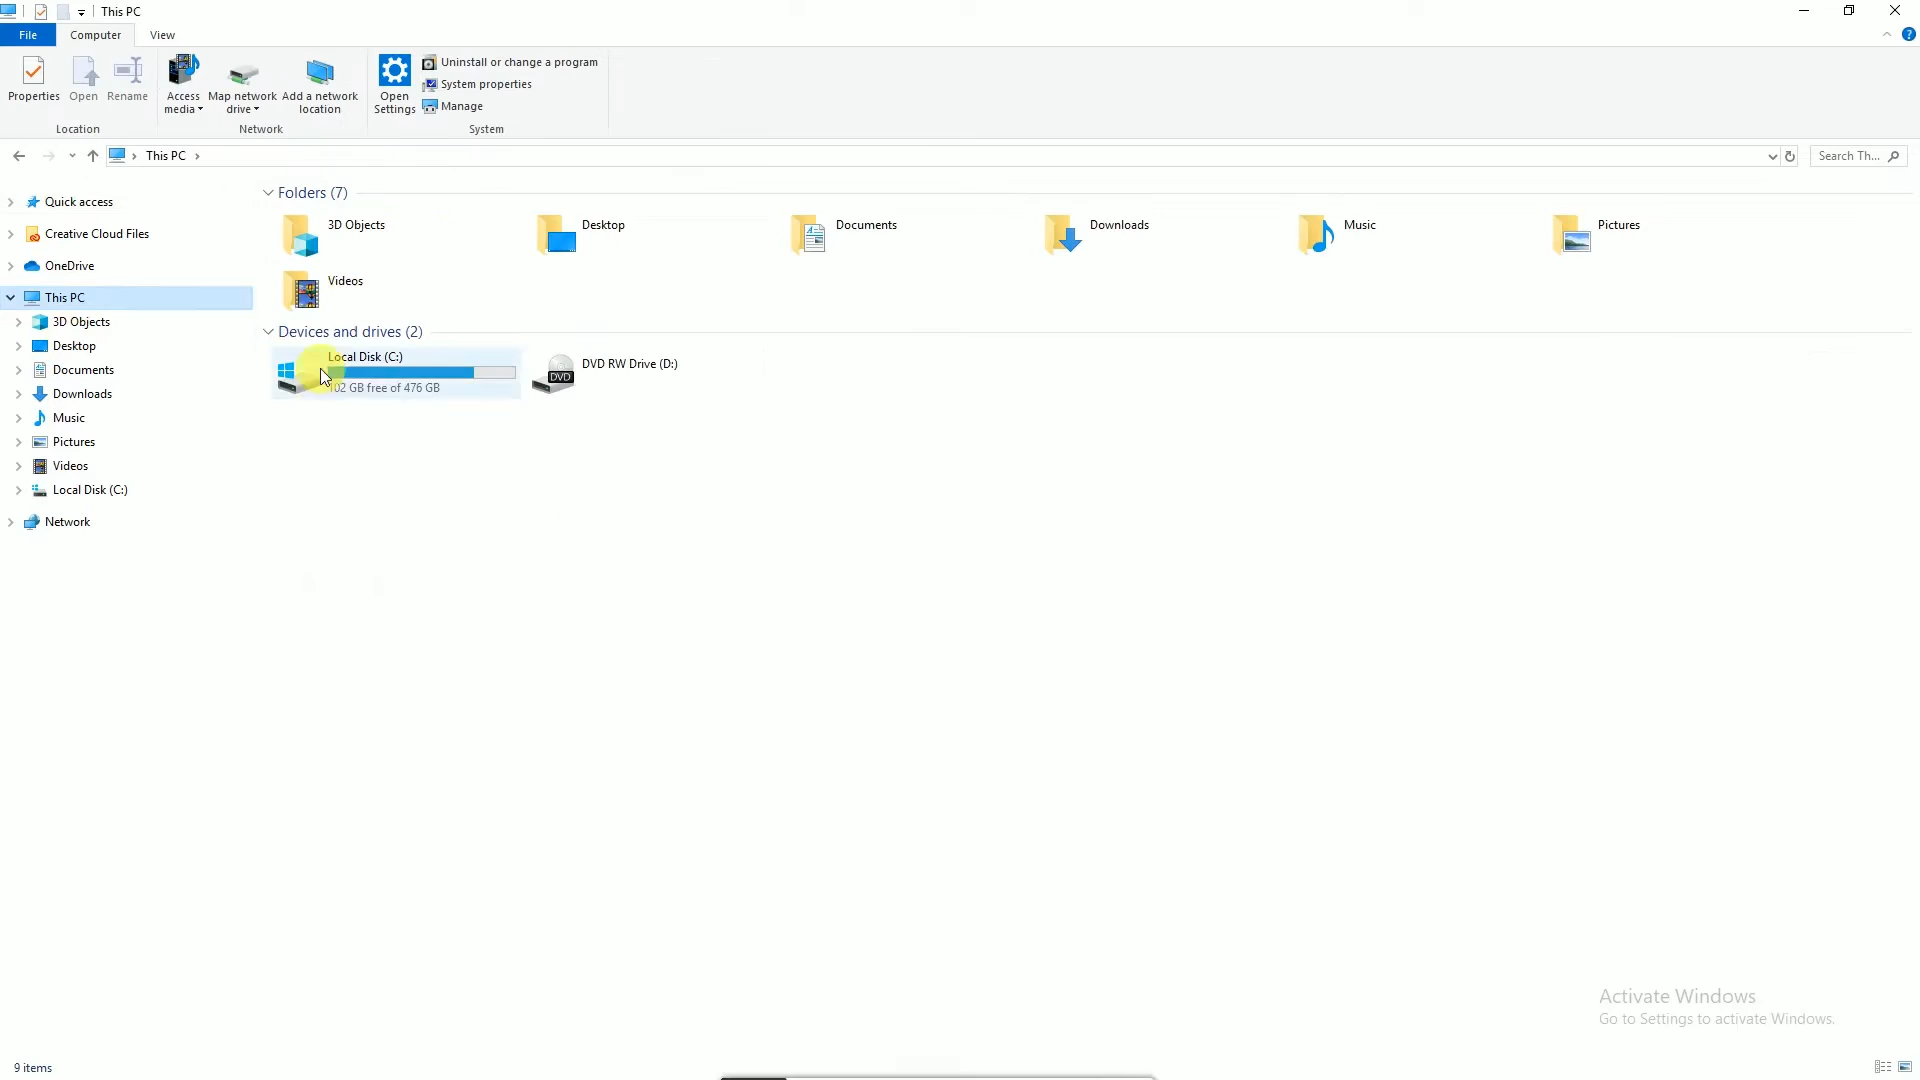 This PC
File Computer View
Properties Open Rename Access media Map network drive Add a network location Open Settings
Uninstall or change a program
System properties
Manage
Location Network System
This PC
Search Th...
Quick access
Creative Cloud Files
OneDrive
This PC
3D Objects
Desktop
Documents
Downloads
Music
Pictures
Videos
Local Disk (C:)
Network
Folders (7)
3D Objects Desktop Documents Downloads Music Pictures
Videos
Devices and drives (2)
Local Disk (C:)
102 GB free of 476 GB
DVD
DVD RW Drive (D:)
Activate Windows
Go to Settings to activate Windows.
9 items